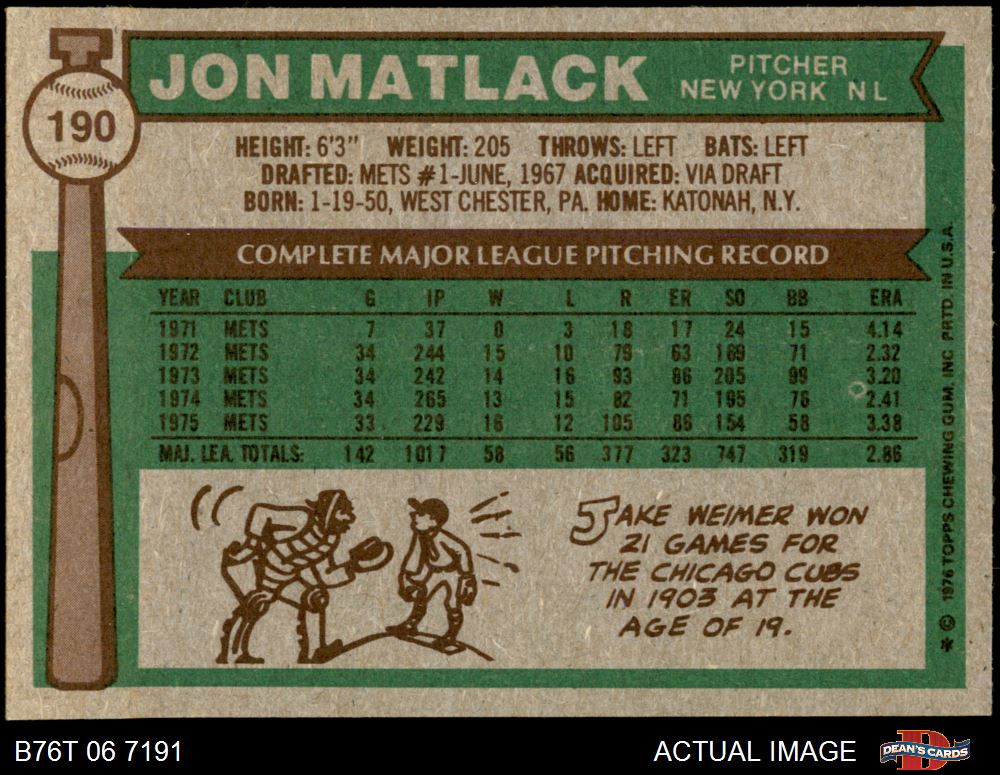 190
JON MATLACK
PITCHER
NEW YORK N L
HEIGHT: 6'3" WEIGHT: 205 THROWS: LEFT BATS: LEFT
DRAFTED: METS #1-JUNE, 1967 ACQUIRED: VIA DRAFT
BORN: 1-19-50, WEST CHESTER, PA. HOME: KATONAH, N.Y.
COMPLETE MAJOR LEAGUE PITCHING RECORD
YEAR CLUB G IP W L R ER SO BB ERA
1971 METS 7 37 0 3 18 17 24 15 4.14
1972 METS 34 244 15 10 79 63 169 71 2.32
1973 METS 34 242 14 16 93 86 205 99 3.20
1974 METS 34 265 13 15 82 71 195 76 2.41
1975 METS 33 229 16 12 105 86 154 58 3.38
MAJ. LEA. TOTALS: 142 1017 58 56 377 323 747 319 2.86
JAKE WEIMER WON
21 GAMES FOR
THE CHICAGO CUBS
IN 1903 AT THE
AGE OF 19.
* © 1976 TOPPS CHEWING GUM, INC. PRTD. IN U.S.A.
B76T 06 7191
ACTUAL IMAGE
DEAN'S CARDS